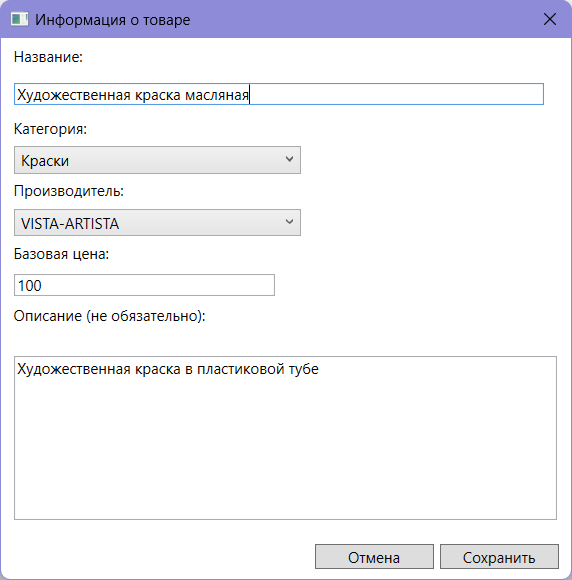 Информация о товаре
Название:
Художественная краска масляная
Категория:
Краски
Производитель:
VISTA-ARTISTA
Базовая цена:
100
Описание (не обязательно):
Художественная краска в пластиковой тубе
Отмена
Сохранить